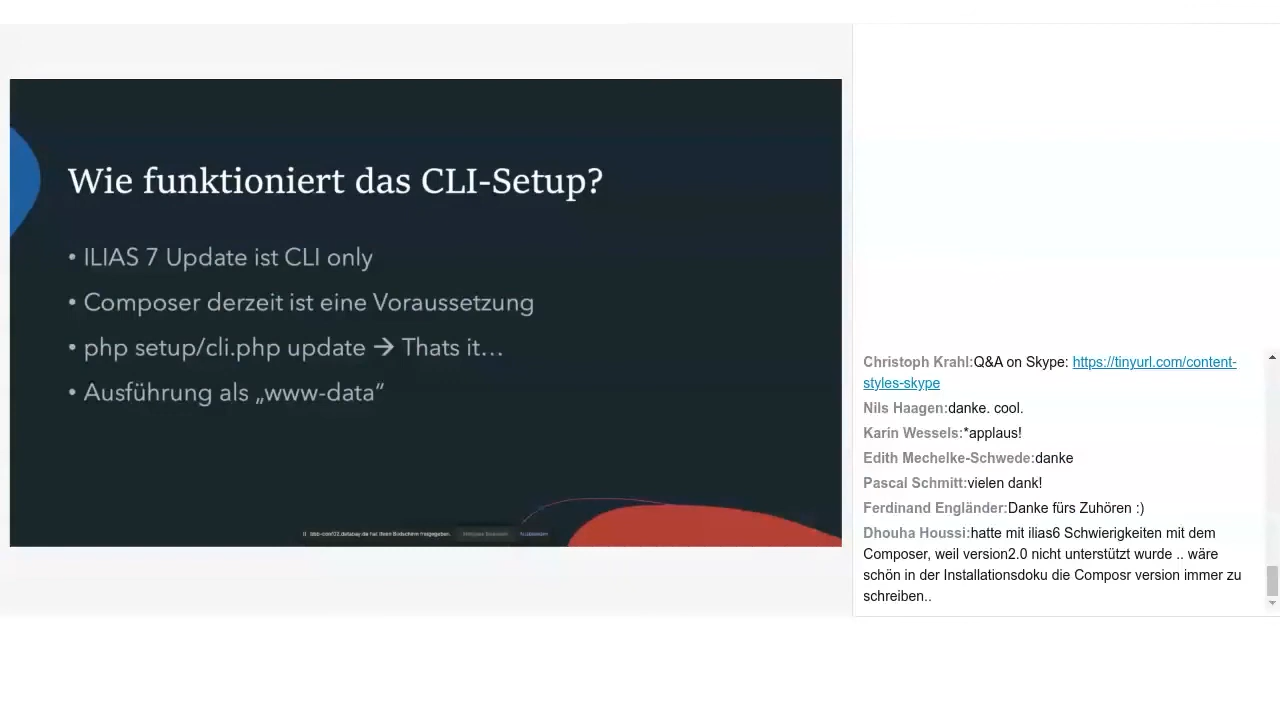 Wie funktioniert das CLI-Setup?
• ILIAS 7 Update ist CLI only
• Composer derzeit ist eine Voraussetzung
• php setup/cli.php update → Thats it…
• Ausführung als „www-data“
Christoph Krahl:Q&A on Skype: https://tinyurl.com/content-
styles-skype
Nils Haagen:danke. cool.
Karin Wessels:*applaus!
Edith Mechelke-Schwede:danke
Pascal Schmitt:vielen dank!
Ferdinand Engländer:Danke fürs Zuhören :)
Dhouha Houssi:hatte mit ilias6 Schwierigkeiten mit dem
Composer, weil version2.0 nicht unterstützt wurde .. wäre
schön in der Installationsdoku die Composr version immer zu
schreiben..